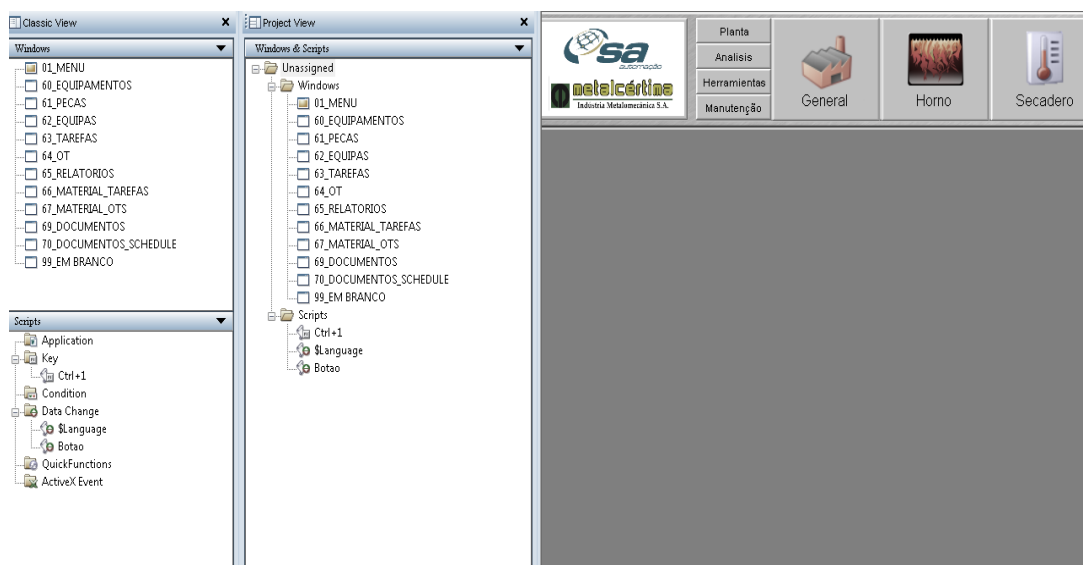 Classic View
Windows
01_MENU
60_EQUIPAMENTOS
61_PECAS
62_EQUIPAS
63_TAREFAS
64_OT
65_RELATORIOS
66_MATERIAL_TAREFAS
67_MATERIAL_OTS
69_DOCUMENTOS
70_DOCUMENTOS_SCHEDULE
99_EM BRANCO
Scripts
Application
Key
Ctrl+1
Condition
Data Change
$Language
Botao
QuickFunctions
ActiveX Event
Project View
Windows & Scripts
Unassigned
Windows
01_MENU
60_EQUIPAMENTOS
61_PECAS
62_EQUIPAS
63_TAREFAS
64_OT
65_RELATORIOS
66_MATERIAL_TAREFAS
67_MATERIAL_OTS
69_DOCUMENTOS
70_DOCUMENTOS_SCHEDULE
99_EM BRANCO
Scripts
Ctrl+1
$Language
Botao
sa
automação
metalcértima
Indústria Metalomecânica S.A.
Planta
Analisis
Herramientas
Manutenção
General
Horno
Secadero